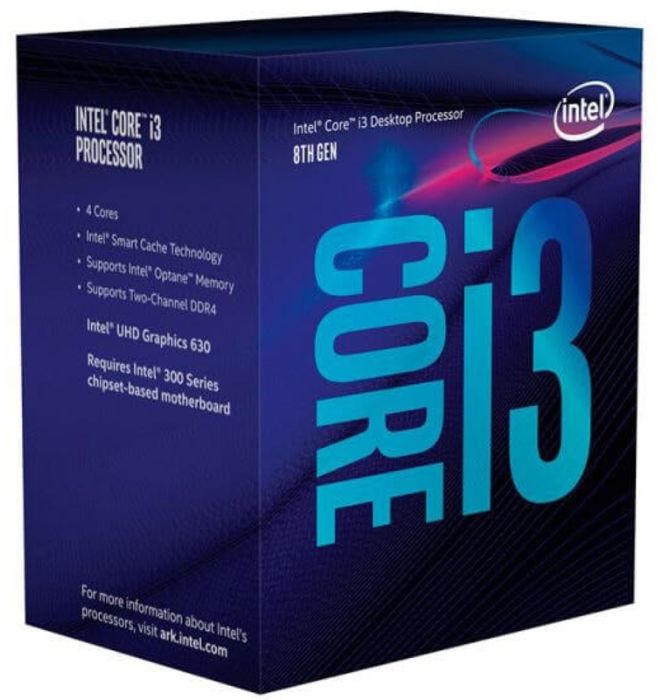 INTEL® CORE™ i3
PROCESSOR
• 4 Cores
• Intel® Smart Cache Technology
• Supports Intel® Optane™ Memory
• Supports Two-Channel DDR4
Intel® UHD Graphics 630
Requires Intel® 300 Series
chipset-based motherboard
For more information about Intel's
processors, visit ark.intel.com
Intel® Core™ i3 Desktop Processor
8TH GEN
intel
CORE
i3